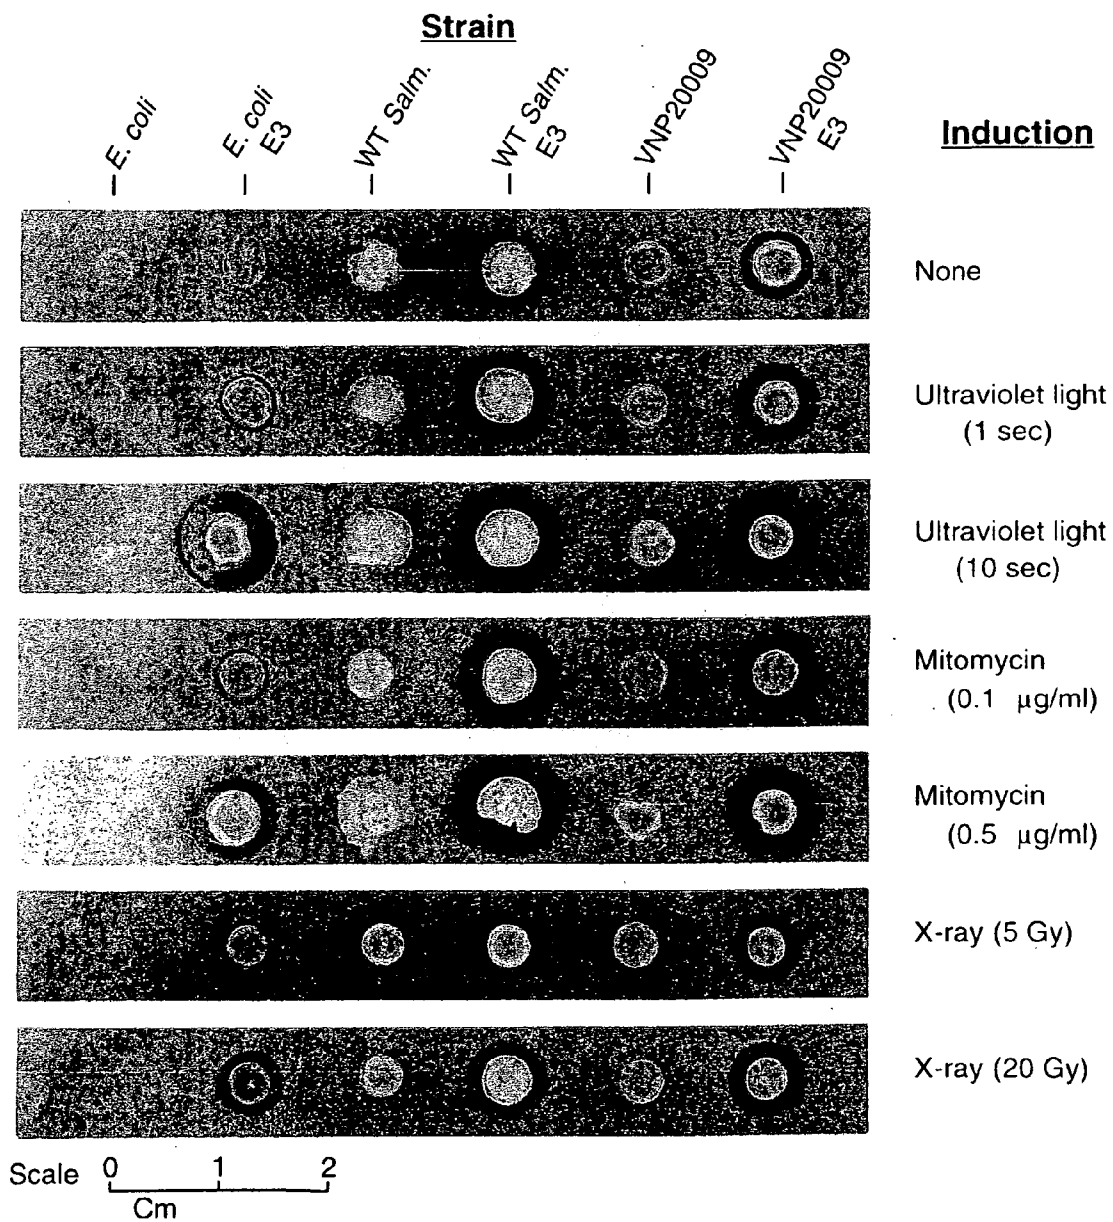 Strain
E. coli
E. coli
E3
WT Salm.
WT Salm.
E3
VNP20009
VNP20009
E3
Induction
None
Ultraviolet light
(1 sec)
Ultraviolet light
(10 sec)
Mitomycin
(0.1 µg/ml)
Mitomycin
(0.5 µg/ml)
X-ray (5 Gy)
X-ray (20 Gy)
Scale 0 1 2
Cm